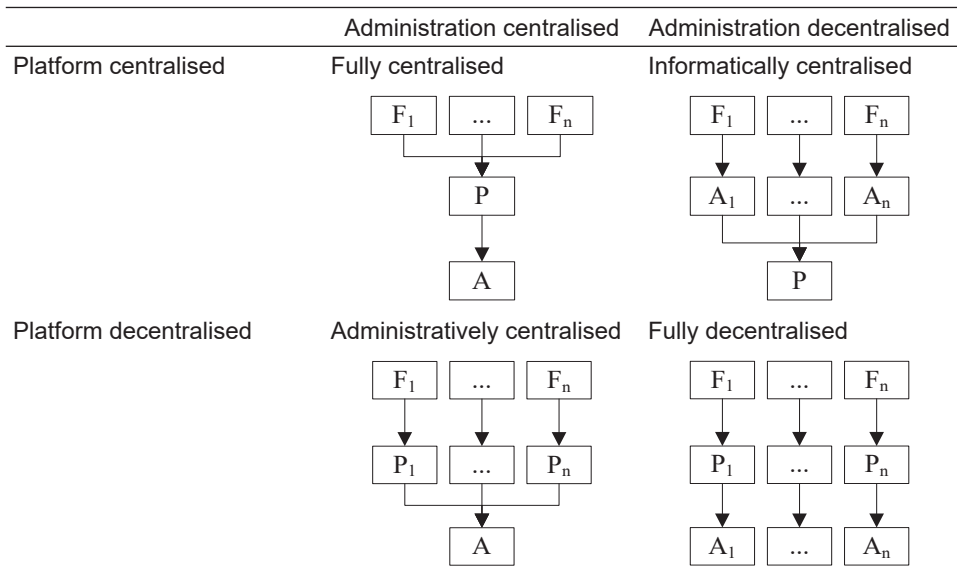 Administration centralised Administration decentralised
Platform centralised Fully centralised Informatically centralised
F₁ ... Fₙ F₁ ... Fₙ
P A₁ ... Aₙ
A P
Platform decentralised Administratively centralised Fully decentralised
F₁ ... Fₙ F₁ ... Fₙ
P₁ ... Pₙ P₁ ... Pₙ
A A₁ ... Aₙ